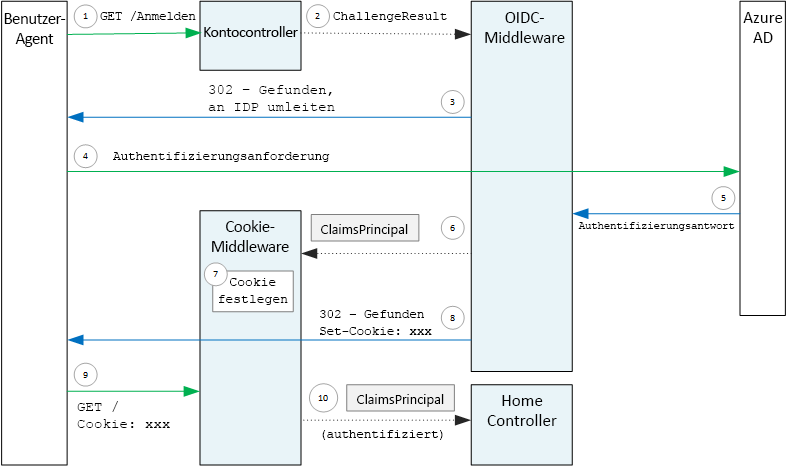 Benutzer-
Agent
1
GET /Anmelden
Kontocontroller
2
ChallengeResult
OIDC-
Middleware
Azure
AD
302 – Gefunden,
an IDP umleiten
3
4
Authentifizierungsanforderung
5
Authentifizierungsantwort
Cookie-
Middleware
ClaimsPrincipal
6
7
Cookie
festlegen
302 – Gefunden
Set-Cookie: xxx
8
9
GET /
Cookie: xxx
10
ClaimsPrincipal
(authentifiziert)
Home
Controller